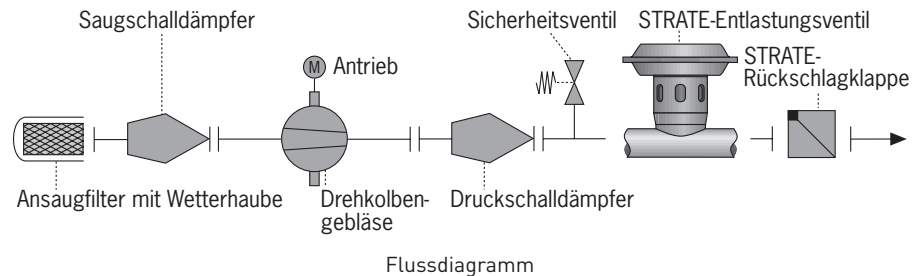 Saugschalldämpfer
Sicherheitsventil
STRATE-Entlastungsventil
M
Antrieb
STRATE-
Rückschlagklappe
Ansaugfilter mit Wetterhaube
Drehkolben-
gebläse
Druckschalldämpfer
Flussdiagramm